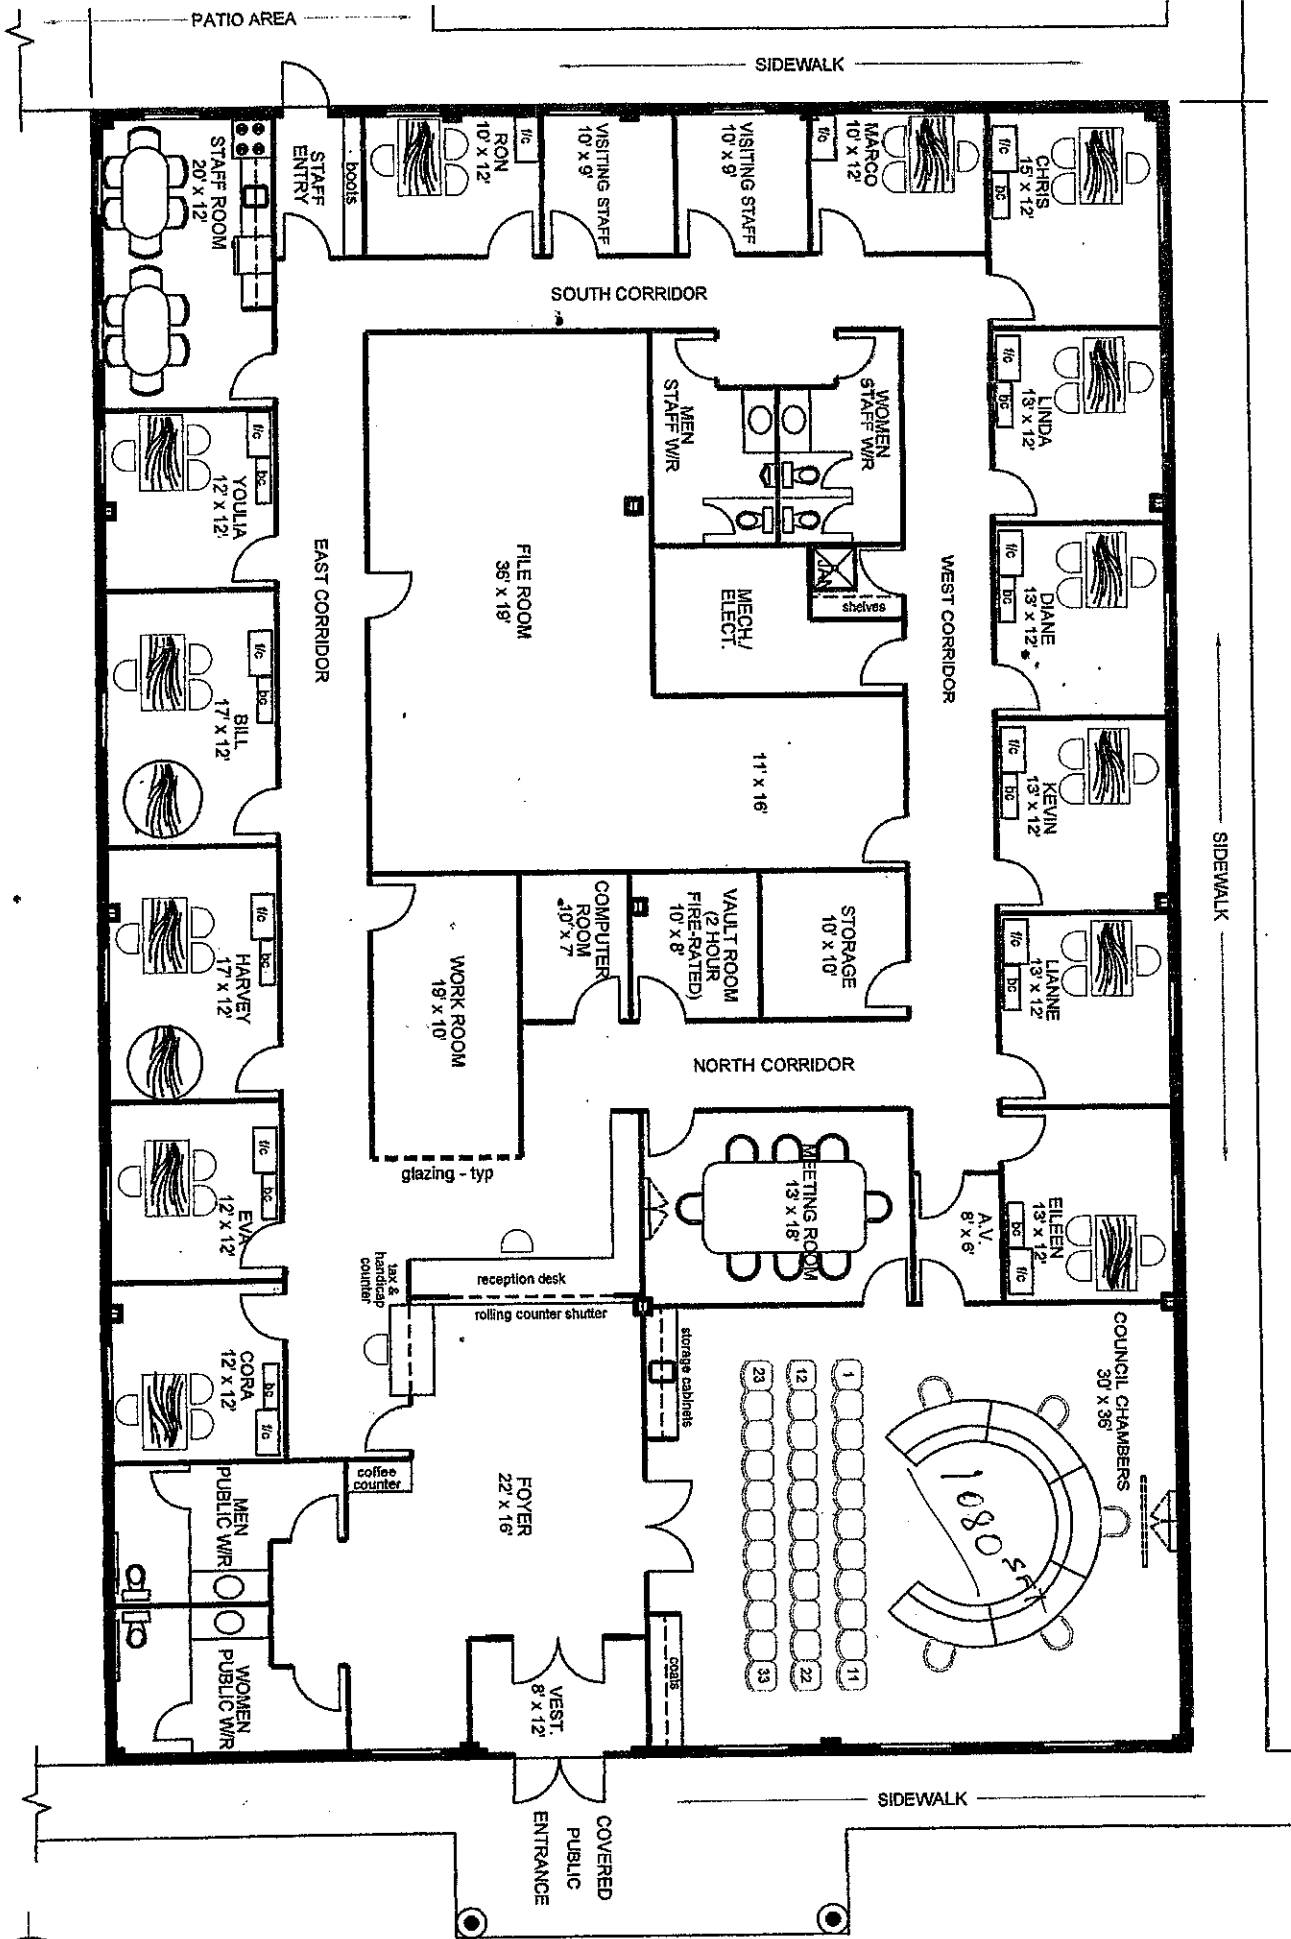 PATIO AREA
SIDEWALK
STAFF ROOM
20' x 12'
STAFF
ENTRY
boots
RON
10' x 12'
f/c
VISITING STAFF
10' x 9'
VISITING STAFF
10' x 9'
MARCO
10' x 12'
f/c
CHRIS
15' x 12'
f/c
bc
SOUTH CORRIDOR
LINDA
13' x 12'
f/c
bc
MEN
STAFF W/R
WOMEN
STAFF W/R
YOULIA
12' x 12'
f/c
bc
EAST CORRIDOR
FILE ROOM
36' x 19'
MECH./
ELECT.
JAN
shelves
WEST CORRIDOR
DIANE
13' x 12'
f/c
bc
BILL
17' x 12'
f/c
bc
11' x 16'
KEVIN
13' x 12'
f/c
bc
SIDEWALK
HARVEY
17' x 12'
f/c
bc
WORK ROOM
19' x 10'
COMPUTER
ROOM
10' x 7'
VAULT ROOM
(2 HOUR
FIRE-RATED)
10' x 8'
STORAGE
10' x 10'
LIANNE
13' x 12'
f/c
bc
NORTH CORRIDOR
glazing - typ
EVA
12' x 12'
f/c
bc
MEETING ROOM
13' x 18'
A.V.
8' x 6'
EILEEN
13' x 12'
bc
f/c
tax &
handicap
counter
reception desk
rolling counter shutter
CORA
12' x 12'
bc
f/c
storage cabinets
COUNCIL CHAMBERS
30' x 36'
23
12
1
1080
coffee
counter
FOYER
22' x 16'
MEN
PUBLIC W/R
WOMEN
PUBLIC W/R
33
22
11
coats
VEST.
8' x 12'
SIDEWALK
COVERED
PUBLIC
ENTRANCE